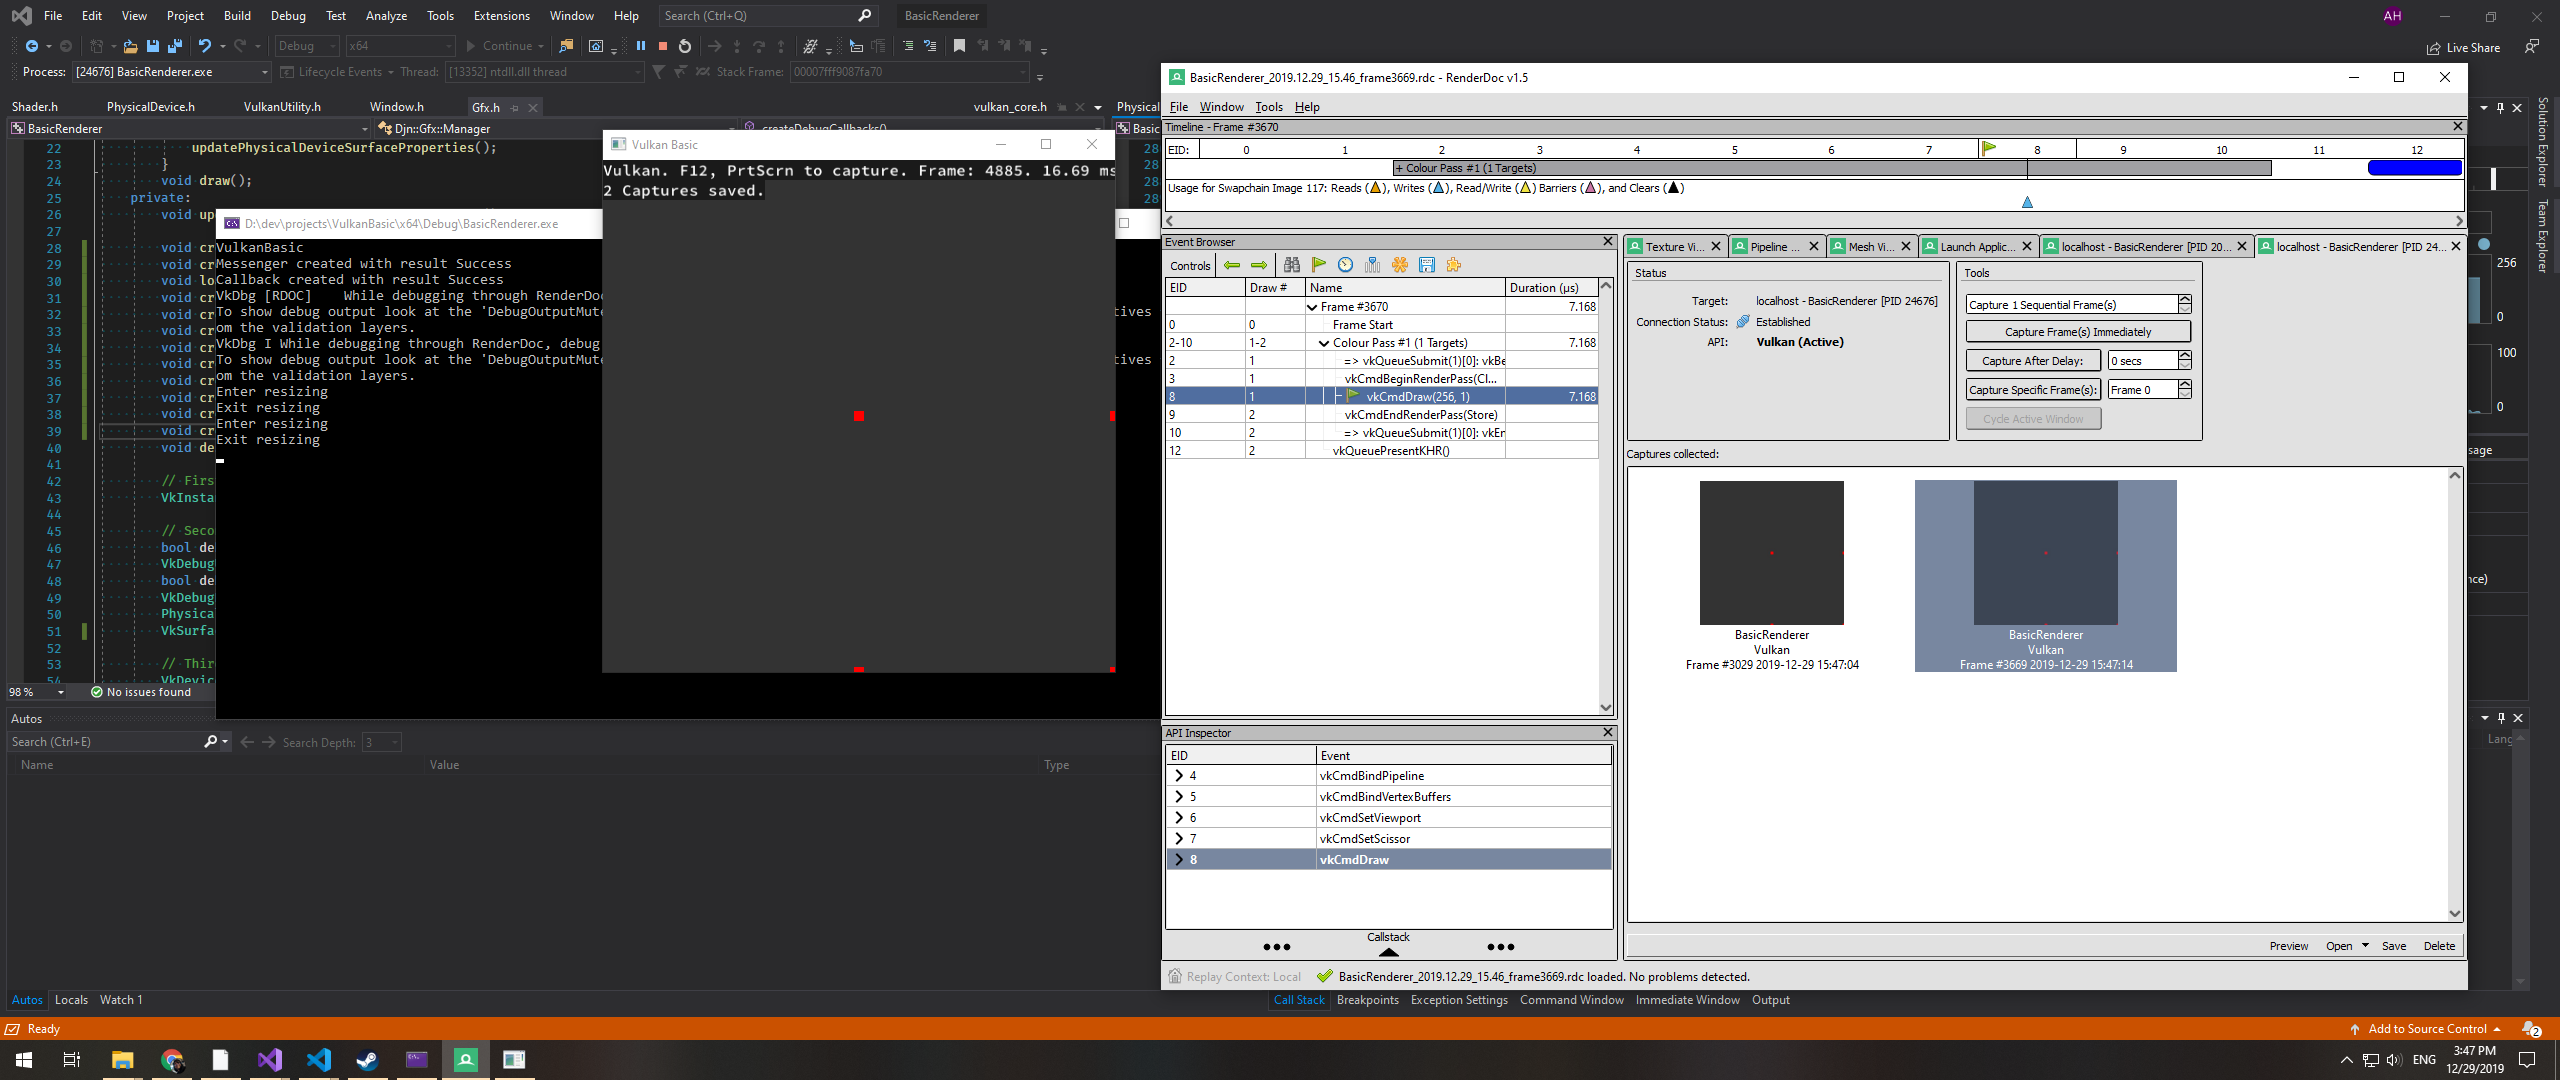 File Edit View Project Build Debug Test Analyze Tools Extensions Window Help Search (Ctrl+Q) BasicRenderer AH
Debug x64 Continue Live Share
Process: [24676] BasicRenderer.exe Lifecycle Events Thread: [13352] ntdll.dll thread Stack Frame: 00007fff9087fa70
Shader.h PhysicalDevice.h VulkanUtility.h Window.h Gfx.h vulkan_core.h Physical
BasicRenderer Djn::Gfx::Manager createDebugCallbacks() Basic
22 updatePhysicalDeviceSurfaceProperties();
23 }
24 void draw();
25 private:
26 void up
27
28 void cr
29 void cr
30 void lo
31 void cr
32 void cr
33 void cr
34 void cr
35 void cr
36 void cr
37 void cr
38 void cr
39 void cr
40 void de
41
42 // Firs
43 VkInsta
44
45 // Seco
46 bool de
47 VkDebug
48 bool de
49 VkDebug
50 Physica
51 VkSurfa
52
53 // Thir
54 VkDevic
98 % No issues found
D:\dev\projects\VulkanBasic\x64\Debug\BasicRenderer.exe
VulkanBasic
Messenger created with result Success
Callback created with result Success
VkDbg [RDOC] While debugging through RenderDoc
To show debug output look at the 'DebugOutputMute tives
om the validation layers.
VkDbg I While debugging through RenderDoc, debug
To show debug output look at the 'DebugOutputMute tives
om the validation layers.
Enter resizing
Exit resizing
Enter resizing
Exit resizing
Vulkan Basic
Vulkan. F12, PrtScrn to capture. Frame: 4885. 16.69 ms
2 Captures saved.
Autos
Search (Ctrl+E) Search Depth: 3
Name Value Type
Autos Locals Watch 1
BasicRenderer_2019.12.29_15.46_frame3669.rdc - RenderDoc v1.5
File Window Tools Help
Timeline - Frame #3670
EID: 0 1 2 3 4 5 6 7 8 9 10 11 12
+ Colour Pass #1 (1 Targets)
Usage for Swapchain Image 117: Reads ( ), Writes ( ), Read/Write ( ) Barriers ( ), and Clears ( )
Event Browser
Controls
EID Draw # Name Duration (µs)
Frame #3670 7.168
0 0 Frame Start
2-10 1-2 Colour Pass #1 (1 Targets) 7.168
2 1 => vkQueueSubmit(1)[0]: vkBe
3 1 vkCmdBeginRenderPass(Cl...
8 1 vkCmdDraw(256, 1) 7.168
9 2 vkCmdEndRenderPass(Store)
10 2 => vkQueueSubmit(1)[0]: vkEr
12 2 vkQueuePresentKHR()
API Inspector
EID Event
4 vkCmdBindPipeline
5 vkCmdBindVertexBuffers
6 vkCmdSetViewport
7 vkCmdSetScissor
8 vkCmdDraw
Callstack
Texture Vi... Pipeline ... Mesh Vi... Launch Applic... localhost - BasicRenderer [PID 20... localhost - BasicRenderer [PID 24...
Status
Target: localhost - BasicRenderer [PID 24676]
Connection Status: Established
API: Vulkan (Active)
Tools
Capture 1 Sequential Frame(s)
Capture Frame(s) Immediately
Capture After Delay: 0 secs
Capture Specific Frame(s): Frame 0
Cycle Active Window
Captures collected:
BasicRenderer
Vulkan
Frame #3029 2019-12-29 15:47:04
BasicRenderer
Vulkan
Frame #3669 2019-12-29 15:47:14
Preview Open Save Delete
Replay Context: Local BasicRenderer_2019.12.29_15.46_frame3669.rdc loaded. No problems detected.
Call Stack Breakpoints Exception Settings Command Window Immediate Window Output
Solution Explorer
Team Explorer
256
0
100
0
sage
nce)
Lang
Ready Add to Source Control 2
ENG 3:47 PM
12/29/2019